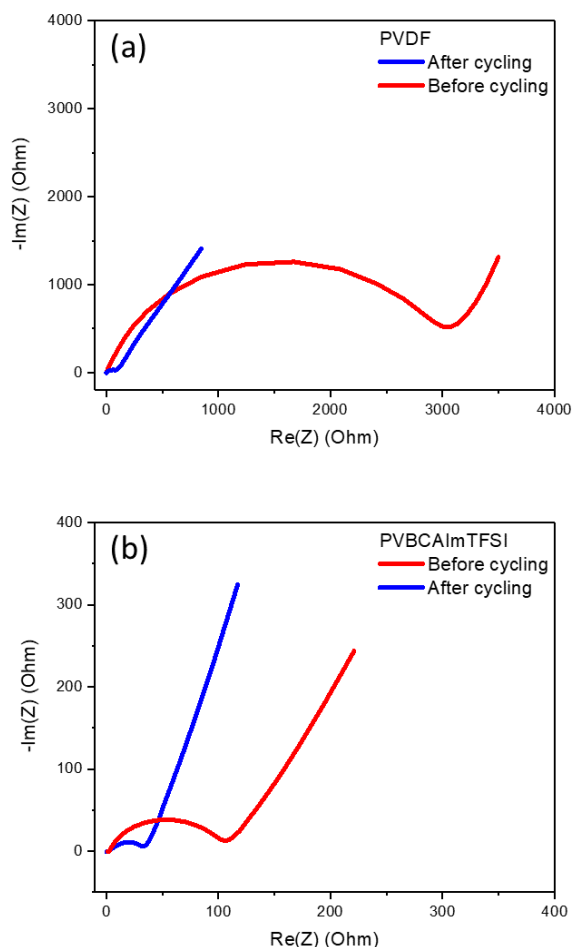 (a)
PVDF
After cycling
Before cycling
4000
3000
2000
1000
0
-Im(Z) (Ohm)
0 1000 2000 3000 4000
Re(Z) (Ohm)
(b)
PVBCAImTFSI
Before cycling
After cycling
400
300
200
100
0
-Im(Z) (Ohm)
0 100 200 300 400
Re(Z) (Ohm)